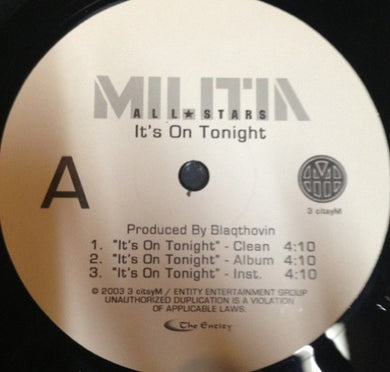 MILITIA
ALL★STARS
It's On Tonight
A
3 citsyM
Produced By Blaqthovin
1. "It's On Tonight" - Clean 4:10
2. "It's On Tonight" - Album 4:10
3. "It's On Tonight" - Inst. 4:10
© 2003 3 citsyM / ENTITY ENTERTAINMENT GROUP
UNAUTHORIZED DUPLICATION IS A VIOLATION
OF APPLICABLE LAWS.
The Entity